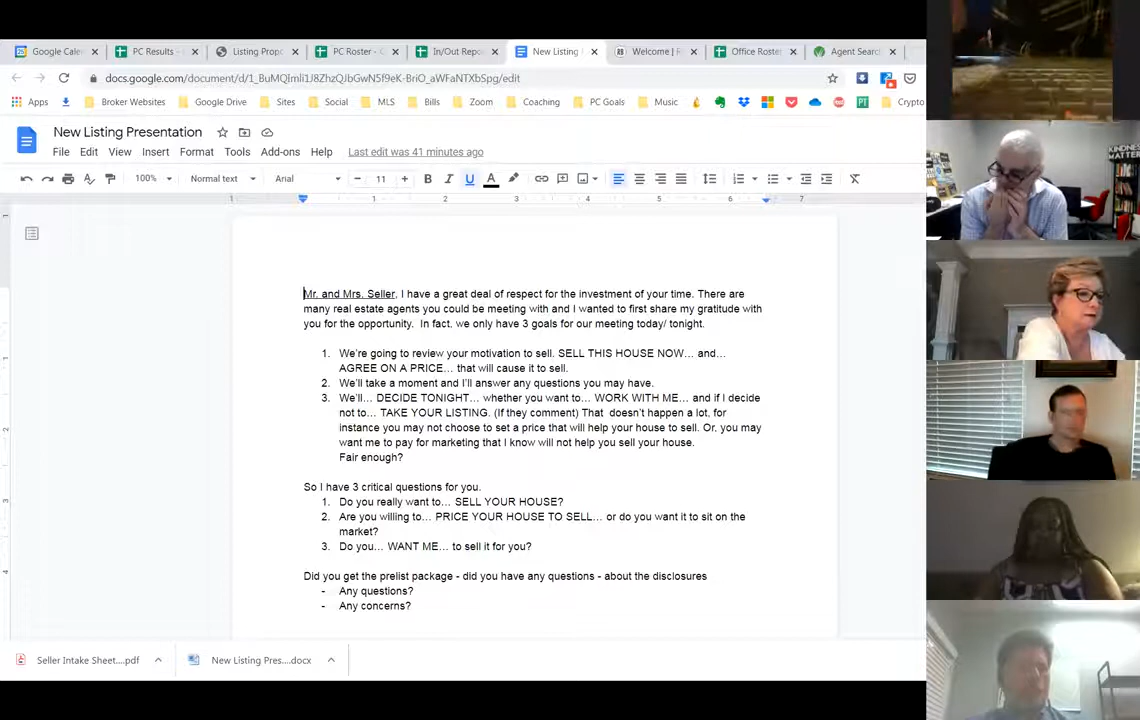 Google Cale
PC Results -
Listing Propo
PC Roster - C
In/Out Repo
New Listing
Welcome | R
Office Roster
Agent Searc
docs.google.com/document/d/1_BuMQImIi1J8ZhzQJbGwN5f9eK-BriO_aWFaNTXbSpg/edit
Apps Broker Websites Google Drive Sites Social MLS Bills Zoom Coaching PC Goals Music Crypto
New Listing Presentation
File Edit View Insert Format Tools Add-ons Help Last edit was 41 minutes ago
100% Normal text Arial 11
1 1 2 3 4 5 6 7
Mr. and Mrs. Seller, I have a great deal of respect for the investment of your time. There are
many real estate agents you could be meeting with and I wanted to first share my gratitude with
you for the opportunity. In fact, we only have 3 goals for our meeting today/ tonight.
1. We're going to review your motivation to sell. SELL THIS HOUSE NOW... and...
AGREE ON A PRICE... that will cause it to sell.
2. We'll take a moment and I'll answer any questions you may have.
3. We'll... DECIDE TONIGHT... whether you want to... WORK WITH ME... and if I decide
not to... TAKE YOUR LISTING. (If they comment) That doesn't happen a lot, for
instance you may not choose to set a price that will help your house to sell. Or, you may
want me to pay for marketing that I know will not help you sell your house.
Fair enough?
So I have 3 critical questions for you.
1. Do you really want to... SELL YOUR HOUSE?
2. Are you willing to... PRICE YOUR HOUSE TO SELL... or do you want it to sit on the
market?
3. Do you... WANT ME... to sell it for you?
Did you get the prelist package - did you have any questions - about the disclosures
- Any questions?
- Any concerns?
Seller Intake Sheet....pdf
New Listing Pres....docx
KINDNESS
MATTER